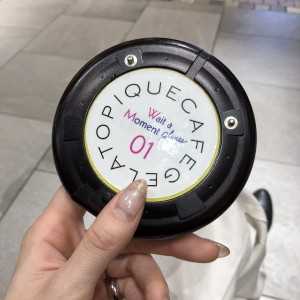 GELATO PIQUE CAFE
Wait a
Moment please
01